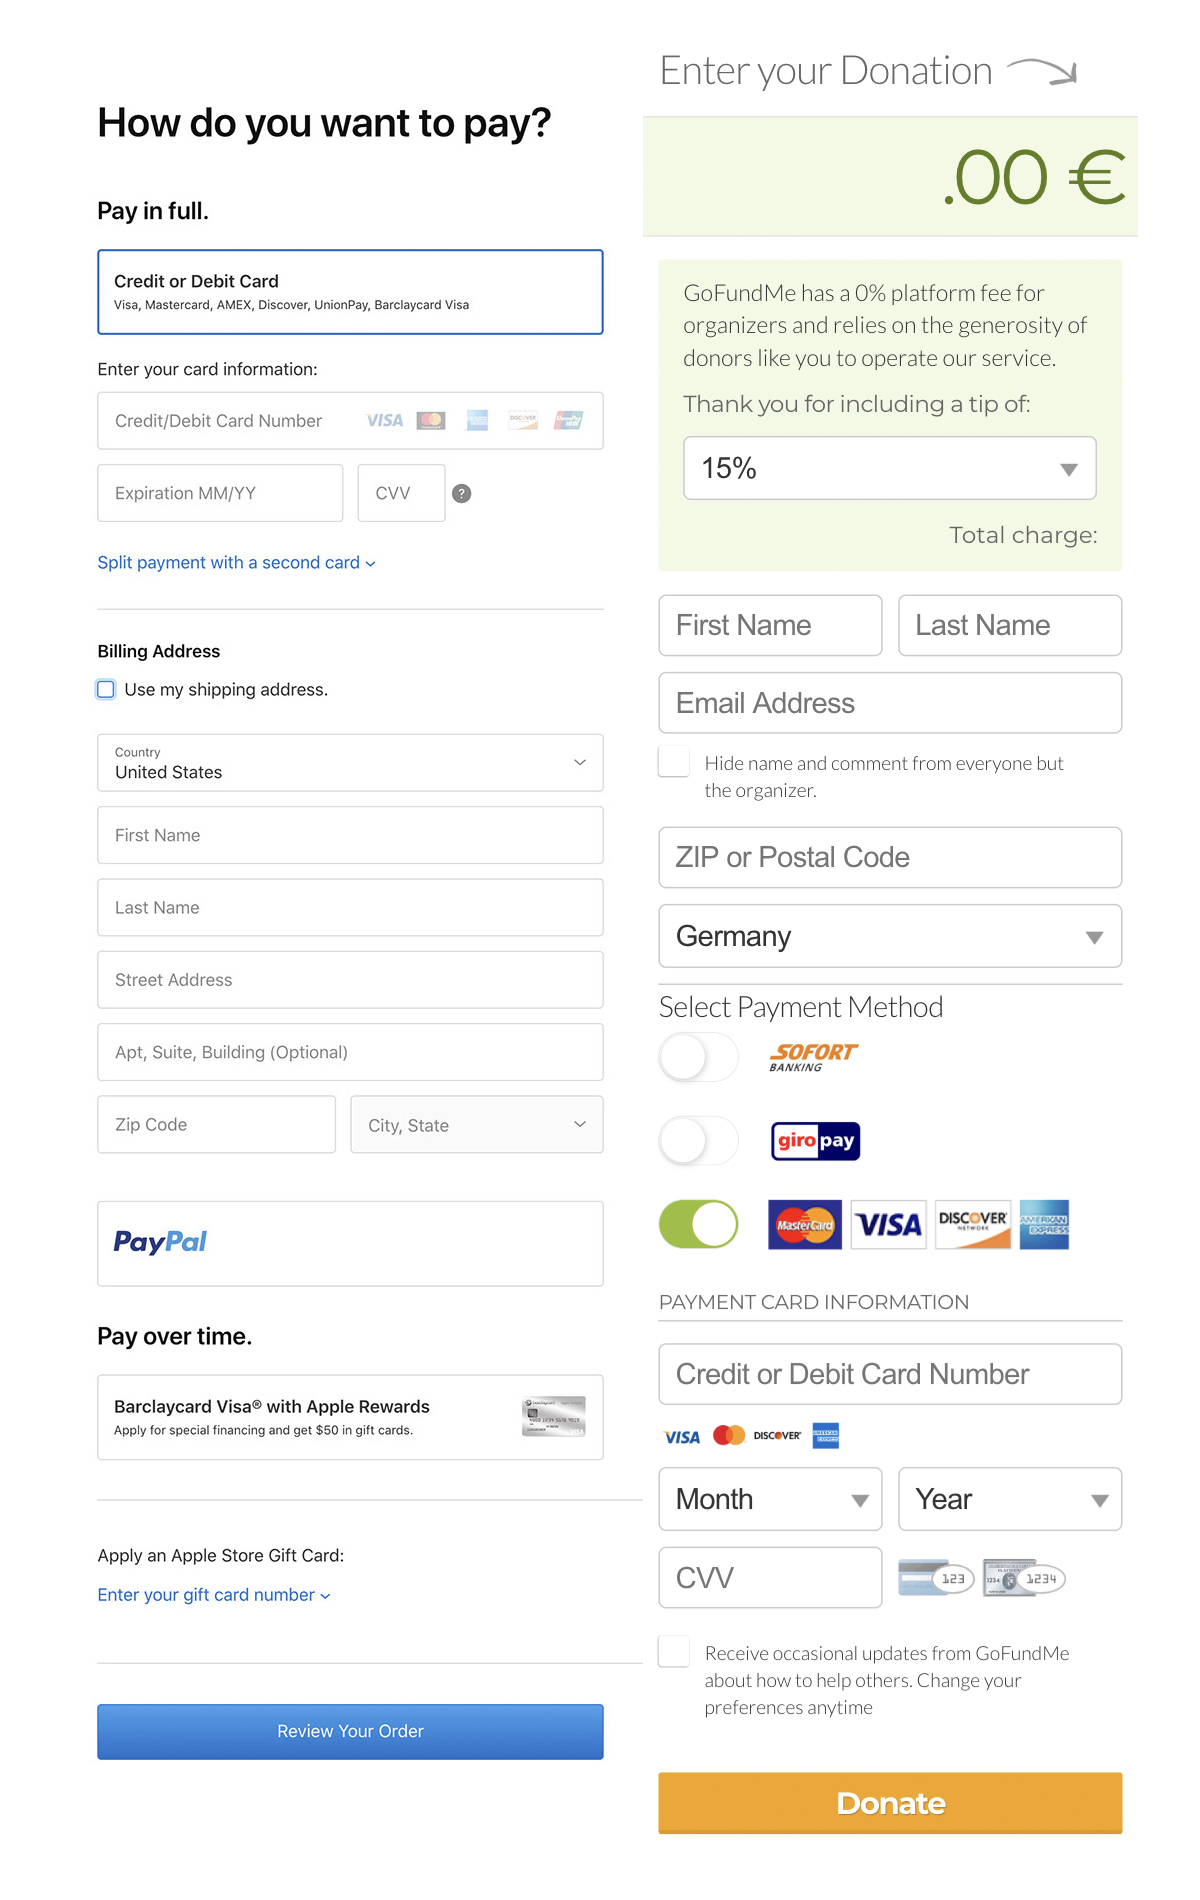 How do you want to pay?
Pay in full.
Credit or Debit Card
Visa, Mastercard, AMEX, Discover, UnionPay, Barclaycard Visa
Enter your card information:
Credit/Debit Card Number VISA DISCOVER
Expiration MM/YY CVV ?
Split payment with a second card
Billing Address
Use my shipping address.
Country
United States
First Name
Last Name
Street Address
Apt, Suite, Building (Optional)
Zip Code City, State
PayPal
Pay over time.
Barclaycard Visa® with Apple Rewards
Apply for special financing and get $50 in gift cards.
Apply an Apple Store Gift Card:
Enter your gift card number
Review Your Order
Enter your Donation
.00 €
GoFundMe has a 0% platform fee for
organizers and relies on the generosity of
donors like you to operate our service.
Thank you for including a tip of:
15%
Total charge:
First Name Last Name
Email Address
Hide name and comment from everyone but
the organizer.
ZIP or Postal Code
Germany
Select Payment Method
SOFORT
BANKING
giropay
MasterCard VISA DISCOVER NETWORK AMERICAN EXPRESS
PAYMENT CARD INFORMATION
Credit or Debit Card Number
VISA DISCOVER AMERICAN EXPRESS
Month Year
CVV 123 1234 1234
Receive occasional updates from GoFundMe
about how to help others. Change your
preferences anytime
Donate